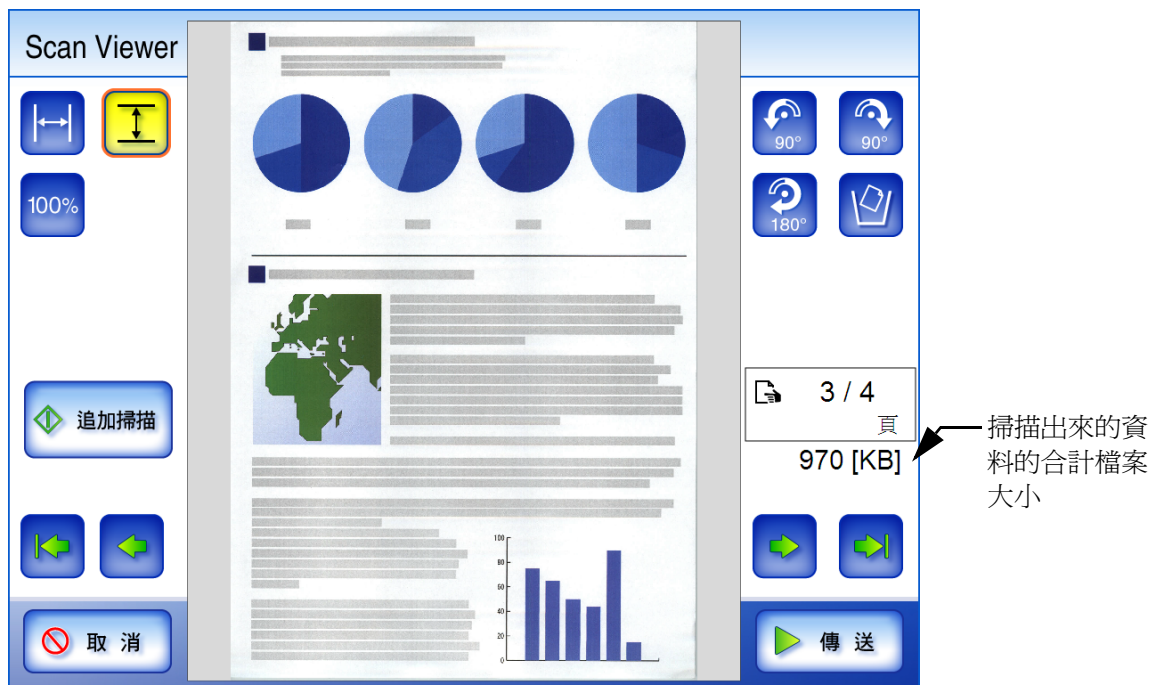 Scan Viewer
90°
90°
100%
180°
追加掃描
3 / 4
頁
970 [KB]
掃描出來的資
料的合計檔案
大小
100
80
60
40
20
0
取 消
傳 送